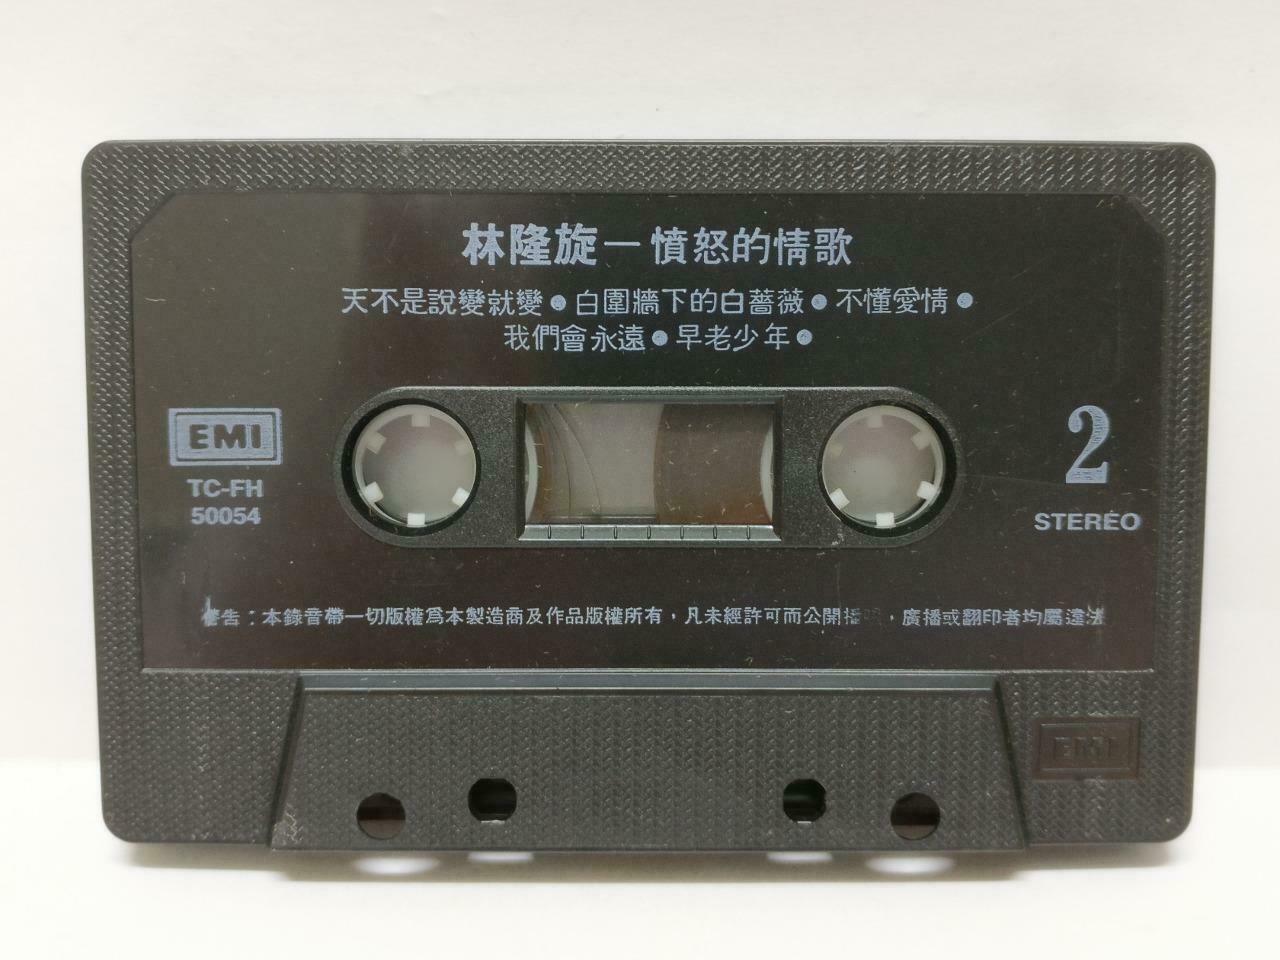 林隆旋一憤怒的情歌
天不是說變就變●白圍牆下的白薔薇●不懂愛情●
我們會永遠●早老少年●
EMI
TC-FH
50054
2
STEREO
警告：本錄音帶一切版權為本製造商及作品版權所有，凡未經許可而公開播，廣播或翻印者均屬違法
EMI